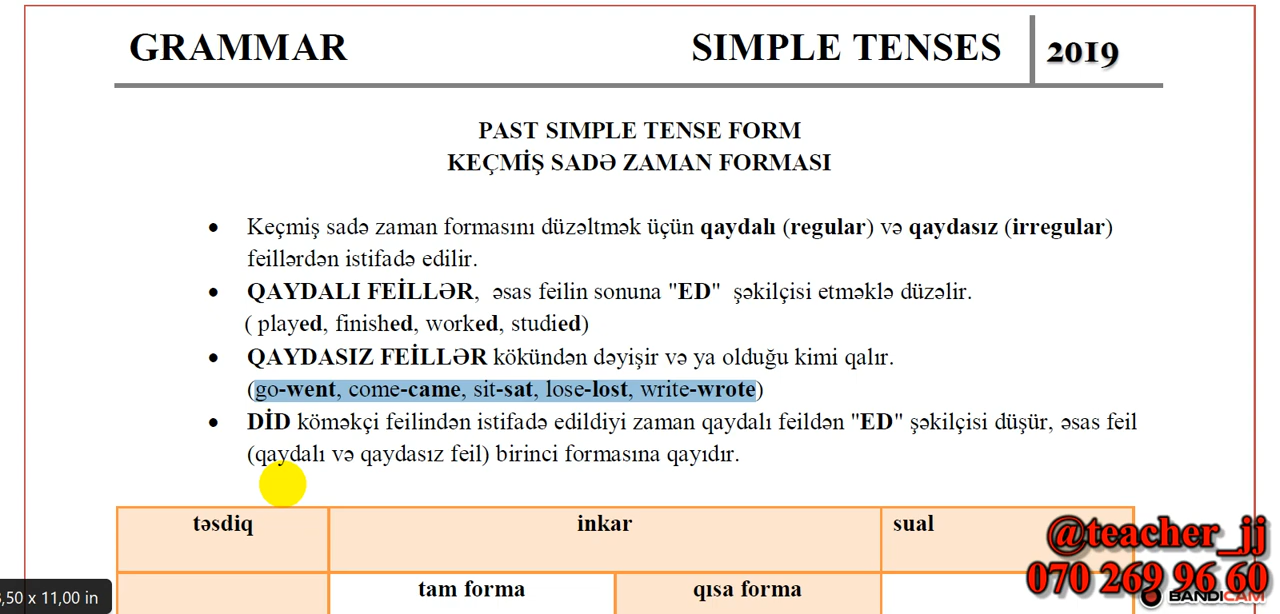 GRAMMAR SIMPLE TENSES 2019
PAST SIMPLE TENSE FORM
KEÇMİŞ SADƏ ZAMAN FORMASI
• Keçmiş sadə zaman formasını düzəltmək üçün qaydalı (regular) və qaydasız (irregular)
feillərdən istifadə edilir.
• QAYDALI FEİLLƏR, əsas feilin sonuna "ED" şəkilçisi etməklə düzəlir.
( played, finished, worked, studied)
• QAYDASIZ FEİLLƏR kökündən dəyişir və ya olduğu kimi qalır.
(go-went, come-came, sit-sat, lose-lost, write-wrote)
• DİD köməkçi feilindən istifadə edildiyi zaman qaydalı feildən "ED" şəkilçisi düşür, əsas feil
(qaydalı və qaydasız feil) birinci formasına qayıdır.
təsdiq inkar sual
tam forma qısa forma
@teacher_jj
070 269 96 60
BANDICAM
,50 x 11,00 in